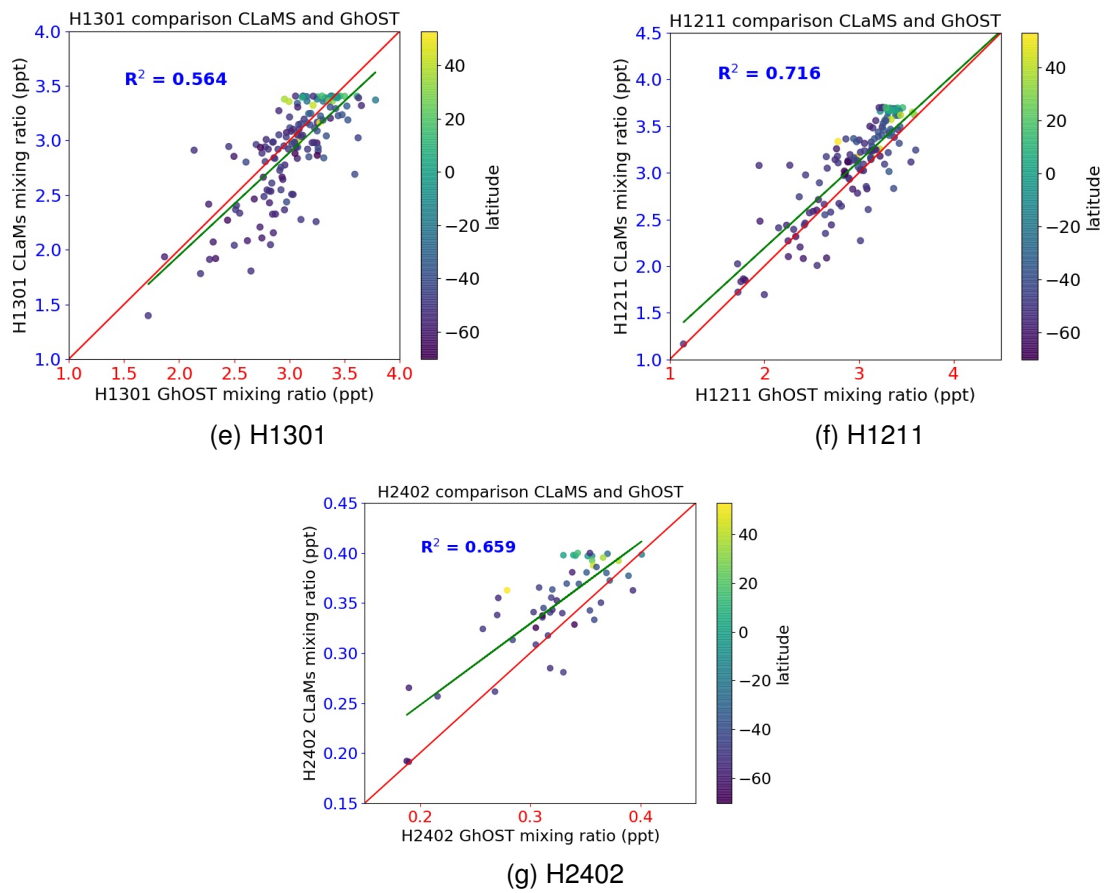 H1301 comparison CLaMS and GhOST
R² = 0.564
H1301 CLaMs mixing ratio (ppt)
4.0
3.5
3.0
2.5
2.0
1.5
1.0
1.0 1.5 2.0 2.5 3.0 3.5 4.0
H1301 GhOST mixing ratio (ppt)
40
20
0
−20
−40
−60
latitude
(e) H1301
H1211 comparison CLaMS and GhOST
R² = 0.716
H1211 CLaMs mixing ratio (ppt)
4.5
4.0
3.5
3.0
2.5
2.0
1.5
1.0
1 2 3 4
H1211 GhOST mixing ratio (ppt)
40
20
0
−20
−40
−60
latitude
(f) H1211
H2402 comparison CLaMS and GhOST
R² = 0.659
H2402 CLaMs mixing ratio (ppt)
0.45
0.40
0.35
0.30
0.25
0.20
0.15
0.2 0.3 0.4
H2402 GhOST mixing ratio (ppt)
40
20
0
−20
−40
−60
latitude
(g) H2402